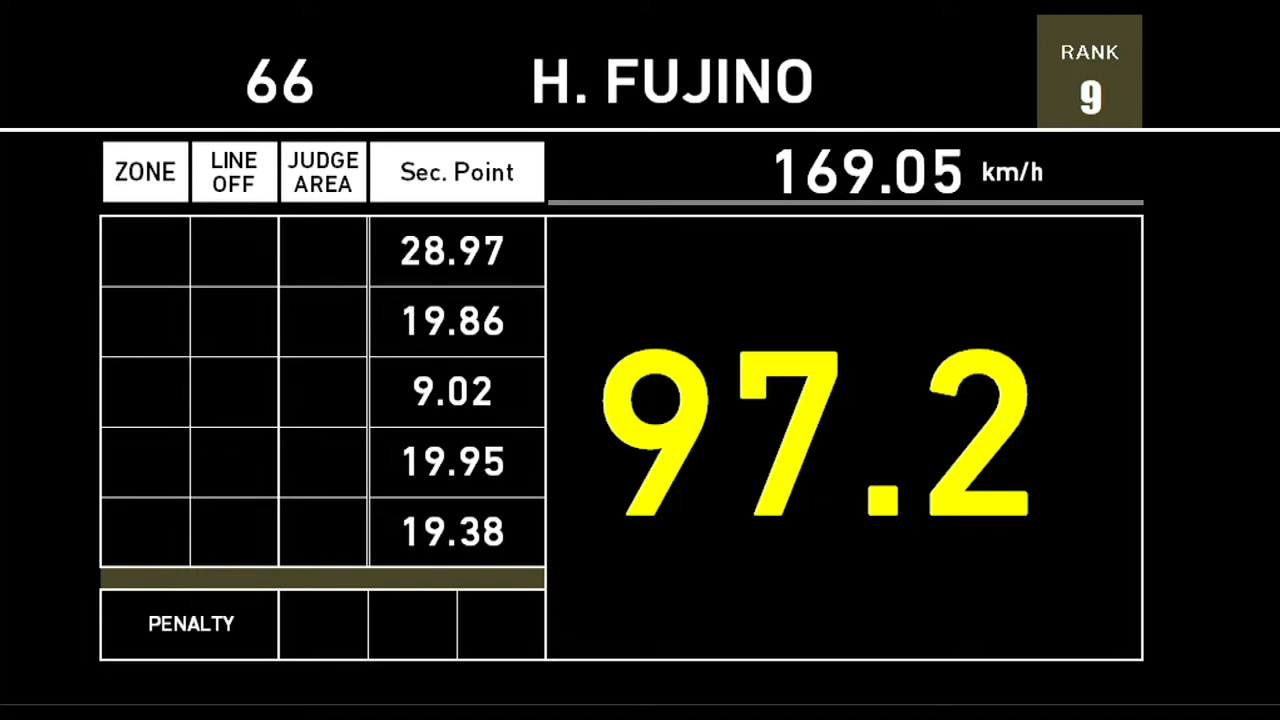 66 H. FUJINO
RANK
9
ZONE
LINE
OFF
JUDGE
AREA
Sec. Point
169.05 km/h
28.97
19.86
9.02
19.95
19.38
97.2
PENALTY